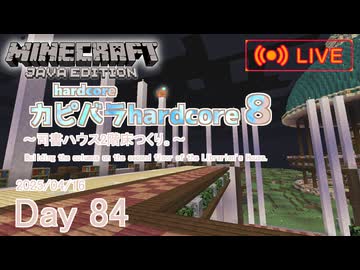 MINECRAFT
JAVA EDITION
LIVE
hardcore
カピバラhardcore 8
～司書ハウス2階床つくり。～
Building the columns on the second floor of the Librarian's House.
2025/04/16
Day 84